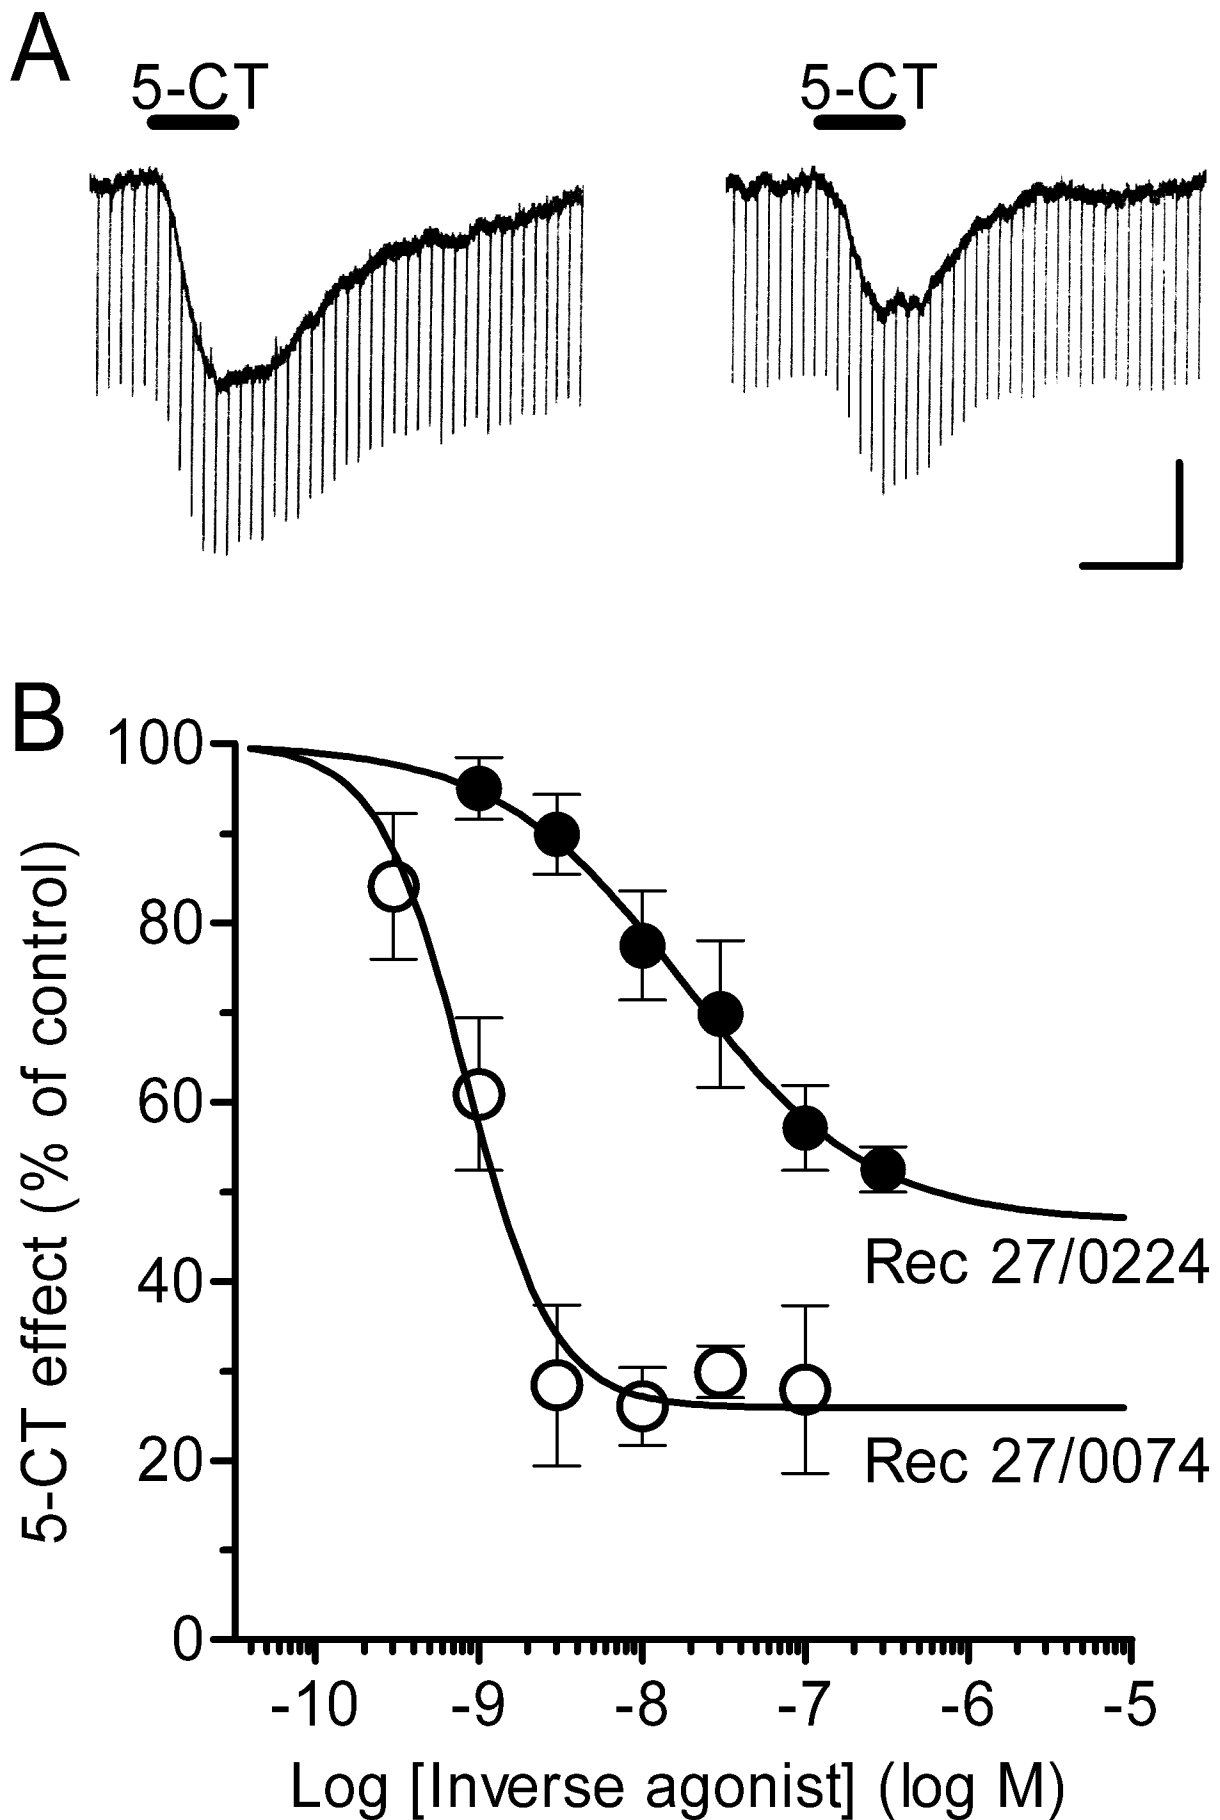 A
5-CT 5-CT
B
100
80
60
40
20
0
5-CT effect (% of control)
Rec 27/0224
Rec 27/0074
-10 -9 -8 -7 -6 -5
Log [Inverse agonist] (log M)